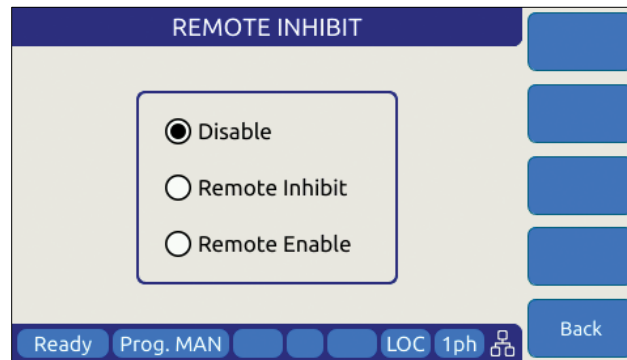 REMOTE INHIBIT
Disable
Remote Inhibit
Remote Enable
Back
Ready Prog. MAN LOC 1ph